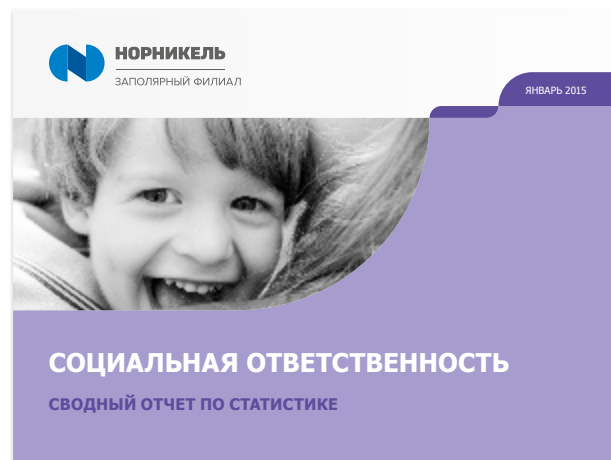 НОРНИКЕЛЬ
ЗАПОЛЯРНЫЙ ФИЛИАЛ
ЯНВАРЬ 2015
СОЦИАЛЬНАЯ ОТВЕТСТВЕННОСТЬ
СВОДНЫЙ ОТЧЕТ ПО СТАТИСТИКЕ